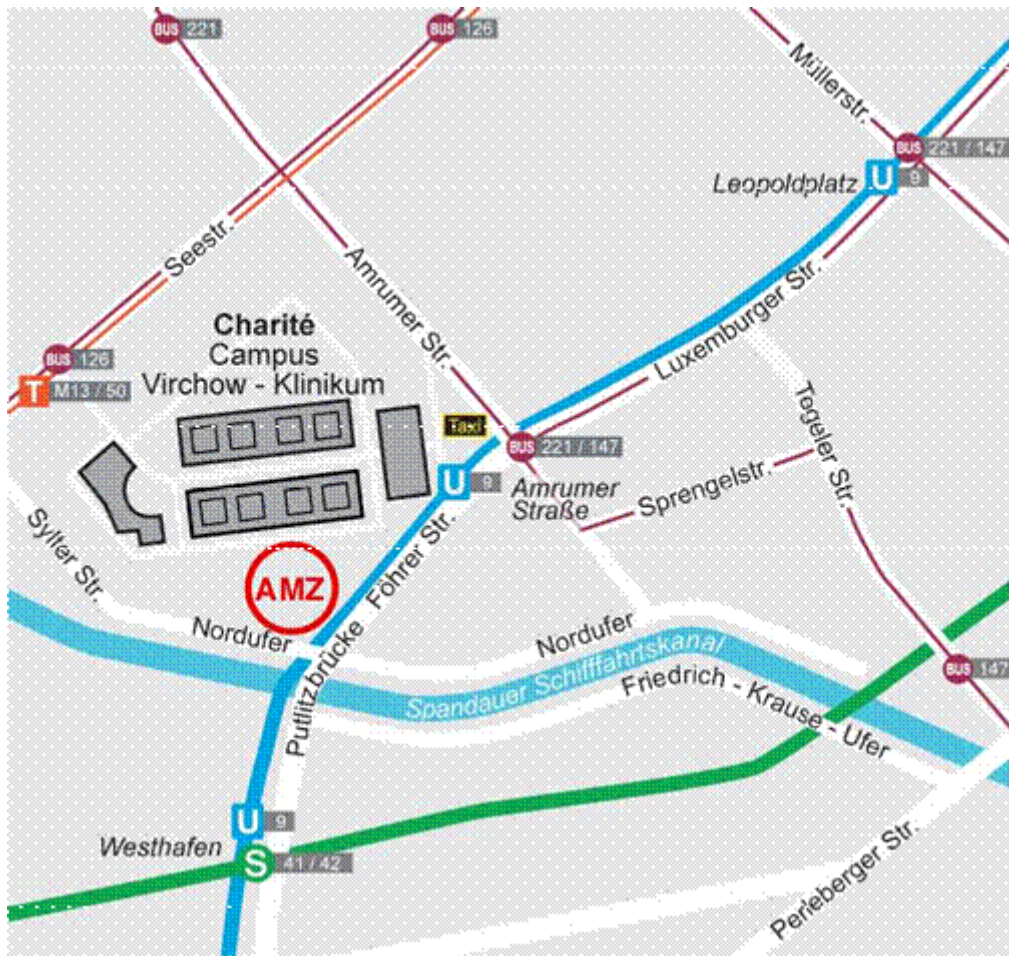 BUS 221
BUS 126
Müllerstr.
BUS 221 / 147
U 9
Leopoldplatz
Seestr.
Amrumer Str.
Luxemburger Str.
Charité
Campus
Virchow - Klinikum
BUS 126
T M13 / 50
Taxi
BUS 221 / 147
U 9
Amrumer
Straße
Sprengelstr.
Togeler Str.
Sylter Str.
AMZ
Föhrer Str.
Nordufer
Nordufer
Putlitzbrücke
Spandauer Schifffahrtskanal
Friedrich - Krause - Ufer
BUS 147
U 9
Westhafen
S 41 / 42
Perleberger Str.